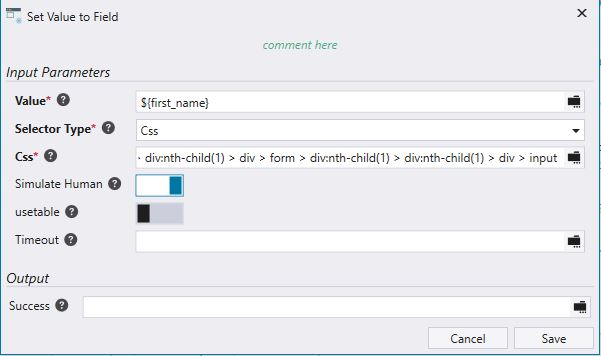 Set Value to Field
comment here
Input Parameters
Value* ?
${first_name}
Selector Type* ?
Css
Css* ?
div:nth-child(1) > div > form > div:nth-child(1) > div:nth-child(1) > div > input
Simulate Human ?
usetable ?
Timeout ?
Output
Success ?
Cancel Save